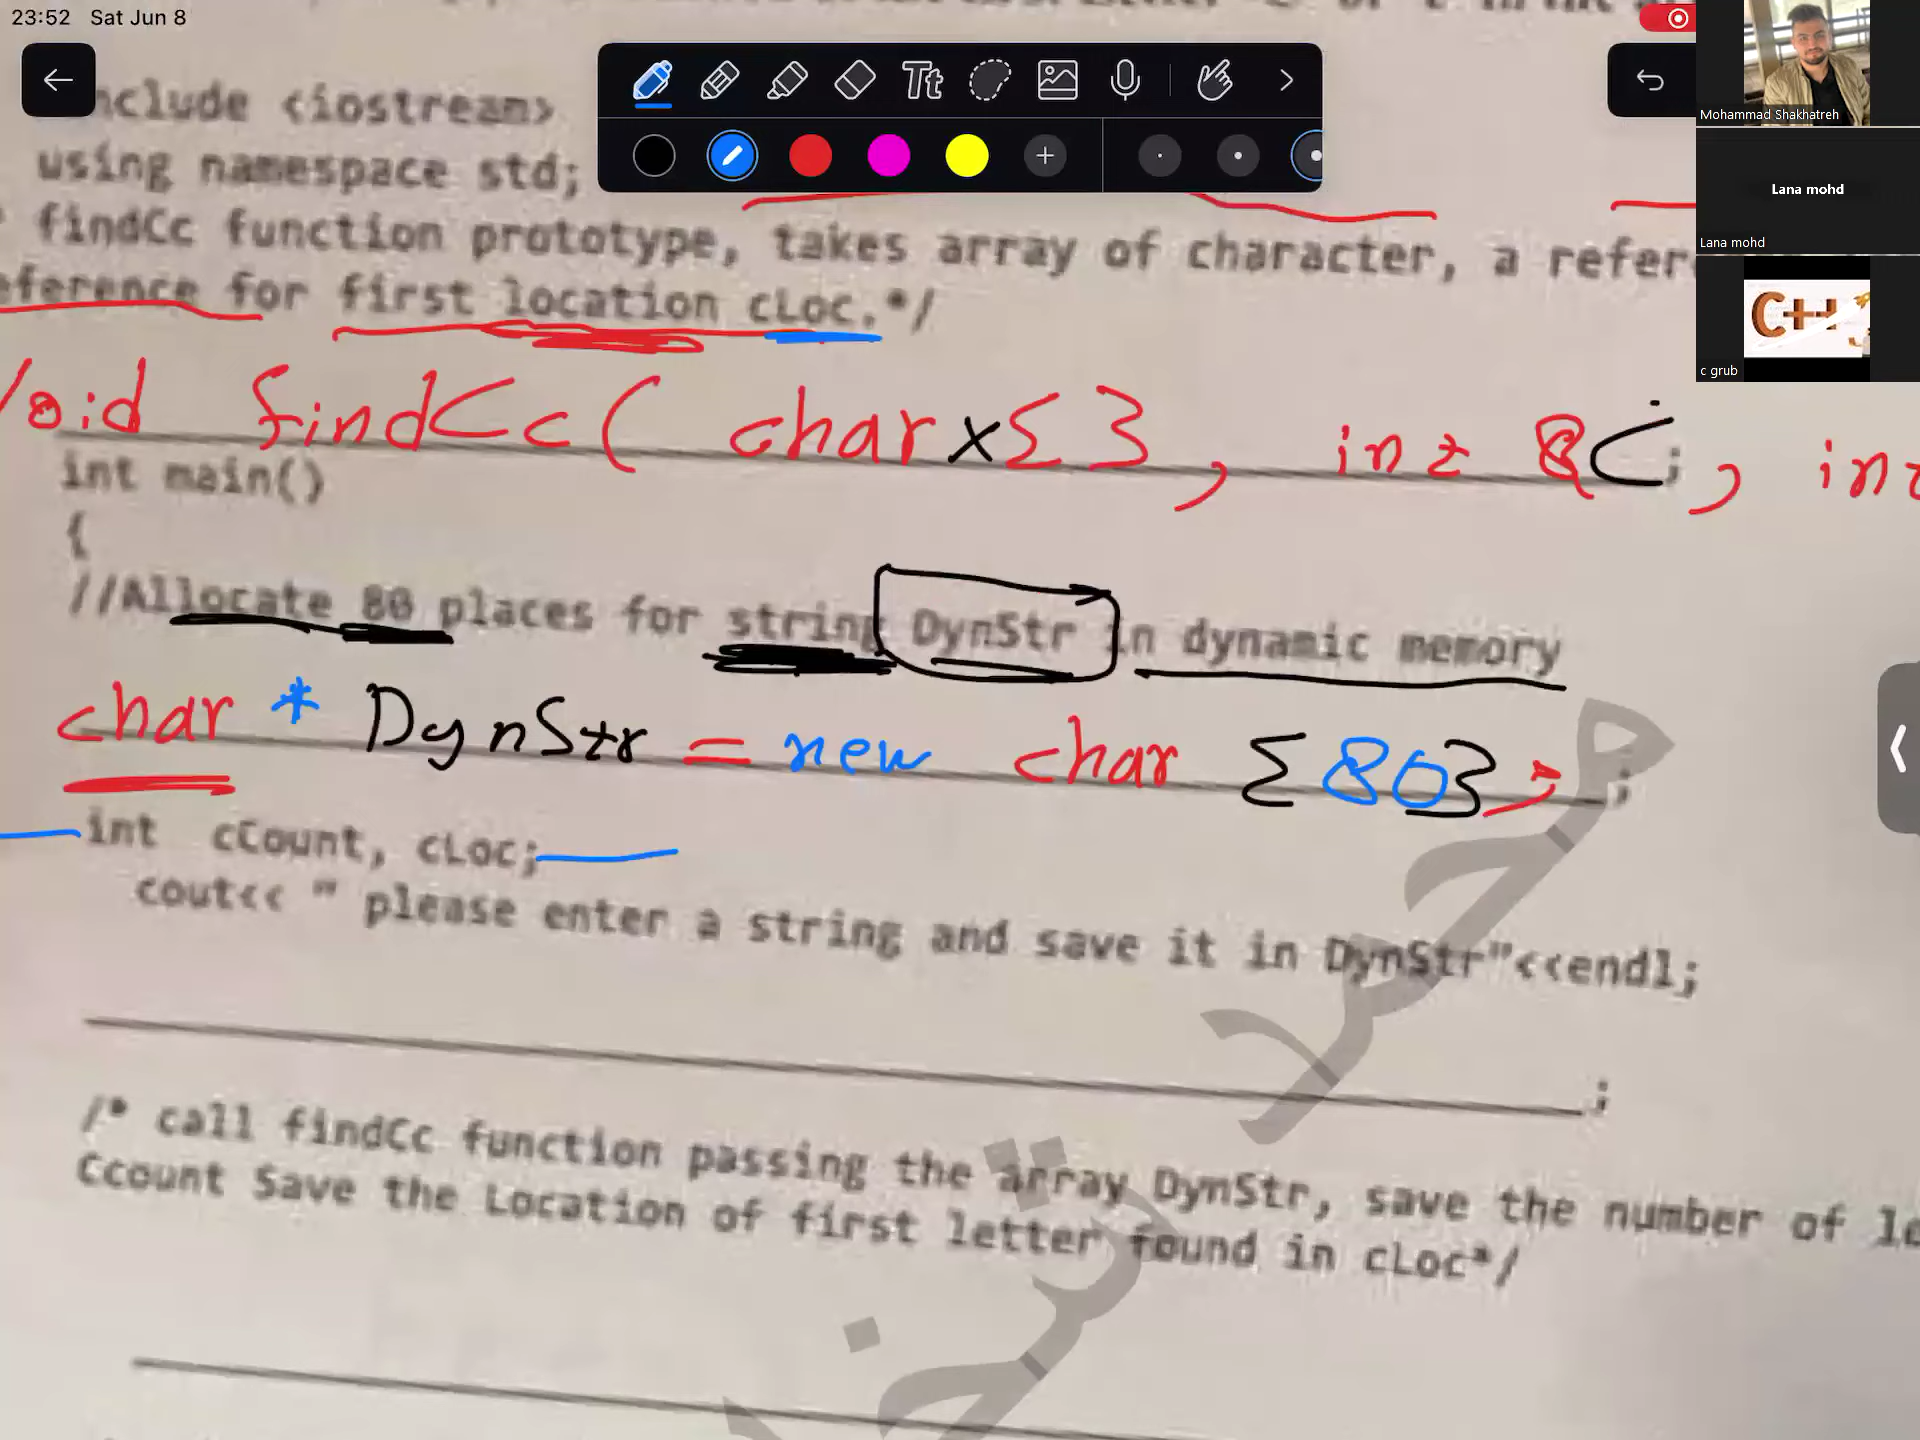 23:52 Sat Jun 8
nclude <iostream>
using namespace std;
findCc function prototype, takes array of character, a refer
eference for first location cLoc.*/
void findCc( char x[], int &C, int
int main()
{
//Allocate 80 places for string DynStr in dynamic memory
char * DynStr = new char [80];
int cCount, cLoc;
cout<< " please enter a string and save it in DynStr"<<endl;
;
/* call findCc function passing the array DynStr, save the number of le
Ccount Save the Location of first letter found in cLoc*/
Tt
Mohammad Shakhatreh
Lana mohd
Lana mohd
C++
c grub
محمد